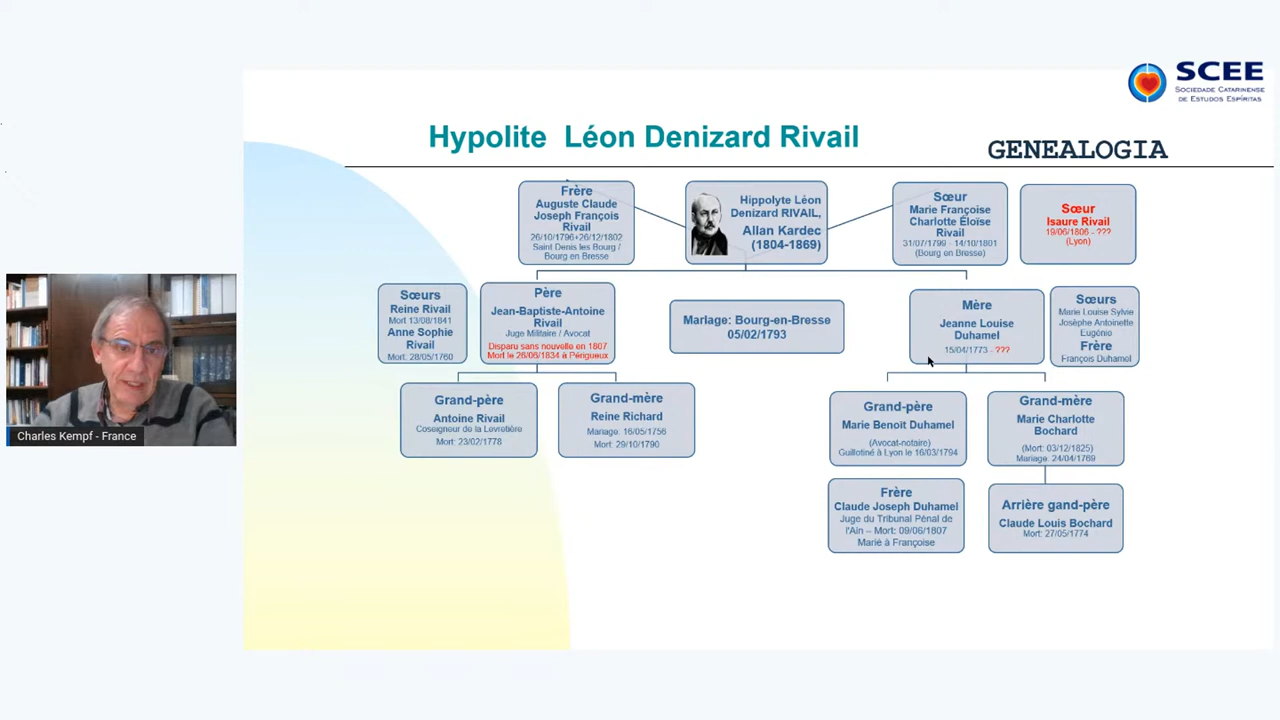 SCEE
SOCIEDADE CATARINENSE
DE ESTUDOS ESPÍRITAS
Hypolite Léon Denizard Rivail
GENEALOGIA
Frère
Auguste Claude
Joseph François
Rivail
26/10/1796+26/12/1802
Saint Denis les Bourg /
Bourg en Bresse
Hippolyte Léon
Denizard RIVAIL,
Allan Kardec
(1804-1869)
Sœur
Marie Françoise
Charlotte Éloïse
Rivail
31/07/1799 - 14/10/1801
(Bourg en Bresse)
Sœur
Isaure Rivail
19/06/1806 - ???
(Lyon)
Sœurs
Reine Rivail
Mort 13/08/1841
Anne Sophie
Rivail
Mort: 28/05/1760
Père
Jean-Baptiste-Antoine
Rivail
Juge Militaire / Avocat
Disparu sans nouvelle en 1807
Mort le 26/06/1834 à Périgueux
Mariage: Bourg-en-Bresse
05/02/1793
Mère
Jeanne Louise
Duhamel
15/04/1773 - ???
Sœurs
Marie Louise Sylvie
Josèphe Antoinette
Eugénio
Frère
François Duhamel
Grand-père
Antoine Rivail
Coseigneur de la Levretière
Mort: 23/02/1778
Grand-mère
Reine Richard
Mariage: 16/05/1756
Mort: 29/10/1790
Grand-père
Marie Benoit Duhamel
(Avocat-notaire)
Guillotiné à Lyon le 16/03/1794
Grand-mère
Marie Charlotte
Bochard
(Mort: 03/12/1825)
Mariage: 24/04/1769
Frère
Claude Joseph Duhamel
Juge du Tribunal Pénal de
l'Ain – Mort: 09/06/1807
Marié à Françoise
Arrière gand-père
Claude Louis Bochard
Mort: 27/05/1774
Charles Kempf - France